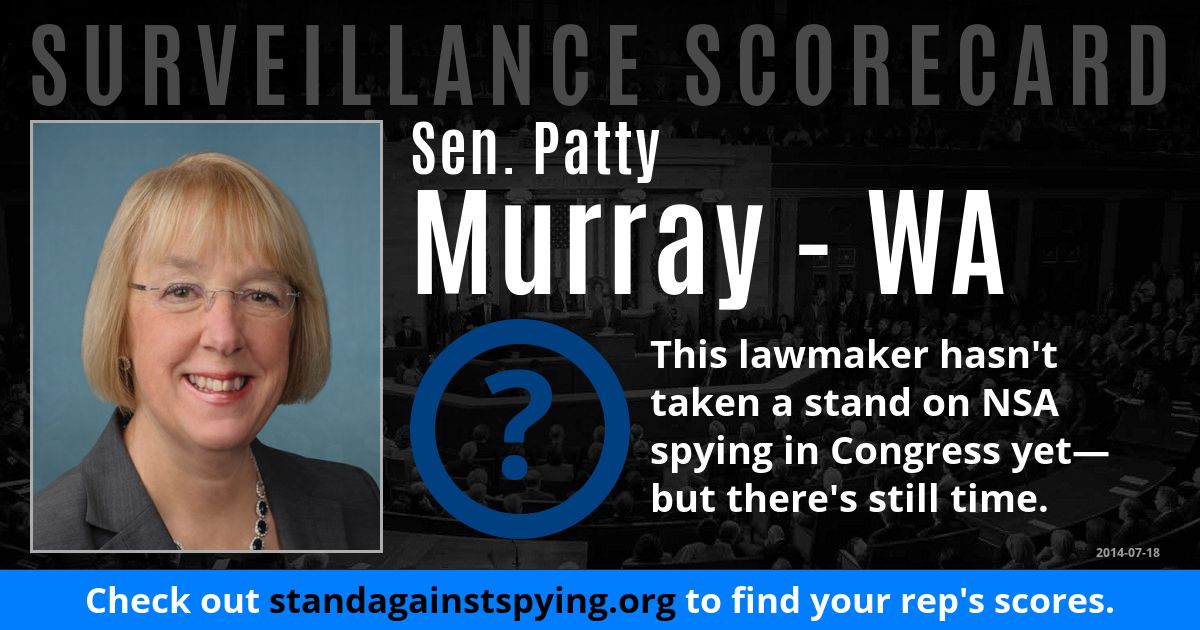 SURVEILLANCE SCORECARD
Sen. Patty
Murray - WA
?
This lawmaker hasn't
taken a stand on NSA
spying in Congress yet—
but there's still time.
2014-07-18
Check out standagainstspying.org to find your rep's scores.